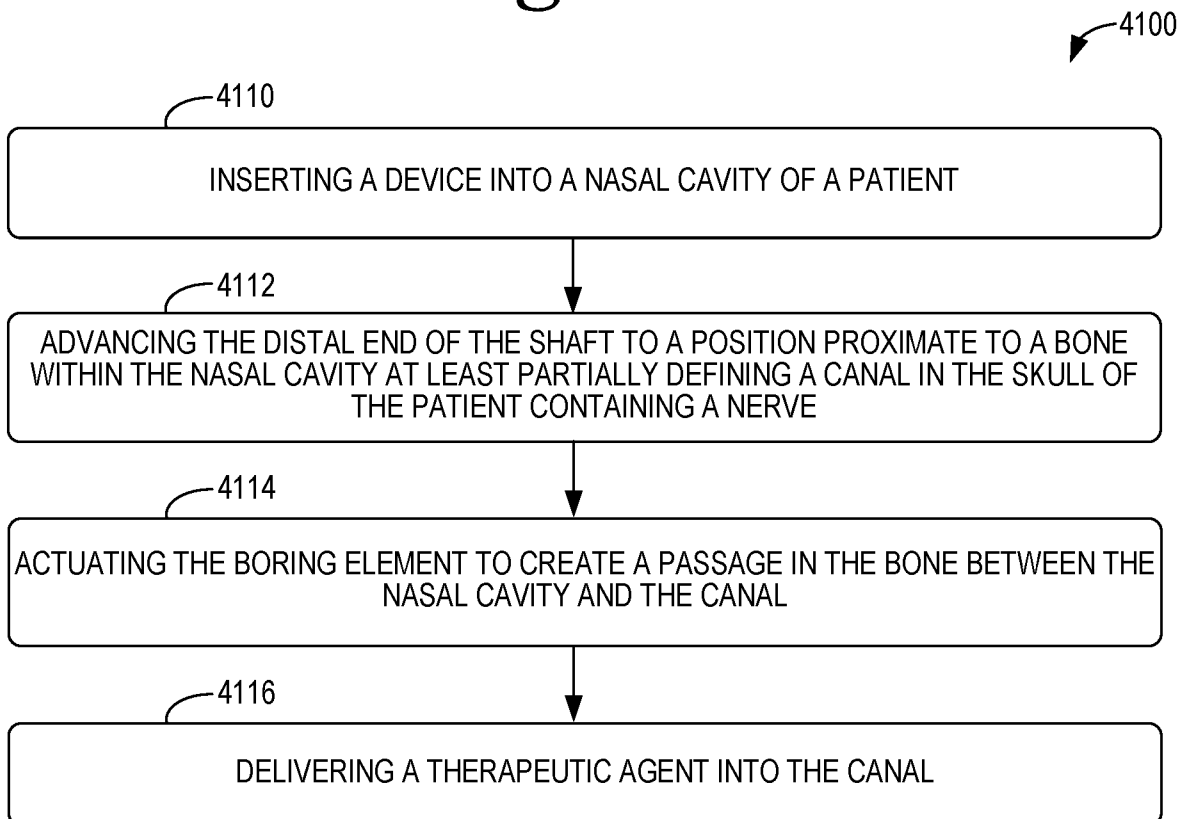 4100
4110
INSERTING A DEVICE INTO A NASAL CAVITY OF A PATIENT
4112
ADVANCING THE DISTAL END OF THE SHAFT TO A POSITION PROXIMATE TO A BONE
WITHIN THE NASAL CAVITY AT LEAST PARTIALLY DEFINING A CANAL IN THE SKULL OF
THE PATIENT CONTAINING A NERVE
4114
ACTUATING THE BORING ELEMENT TO CREATE A PASSAGE IN THE BONE BETWEEN THE
NASAL CAVITY AND THE CANAL
4116
DELIVERING A THERAPEUTIC AGENT INTO THE CANAL